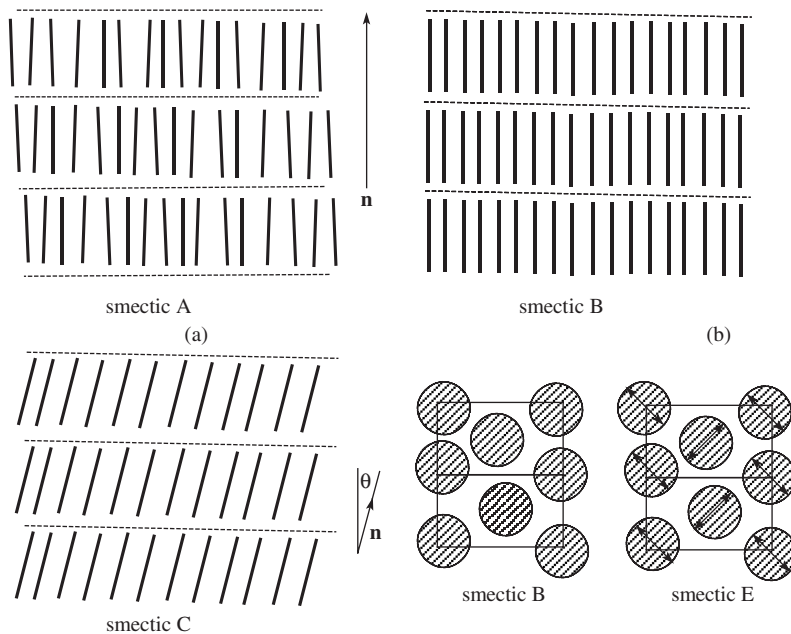 n
smectic A
(a)
smectic B
(b)
θ
n
smectic C
smectic B
smectic E